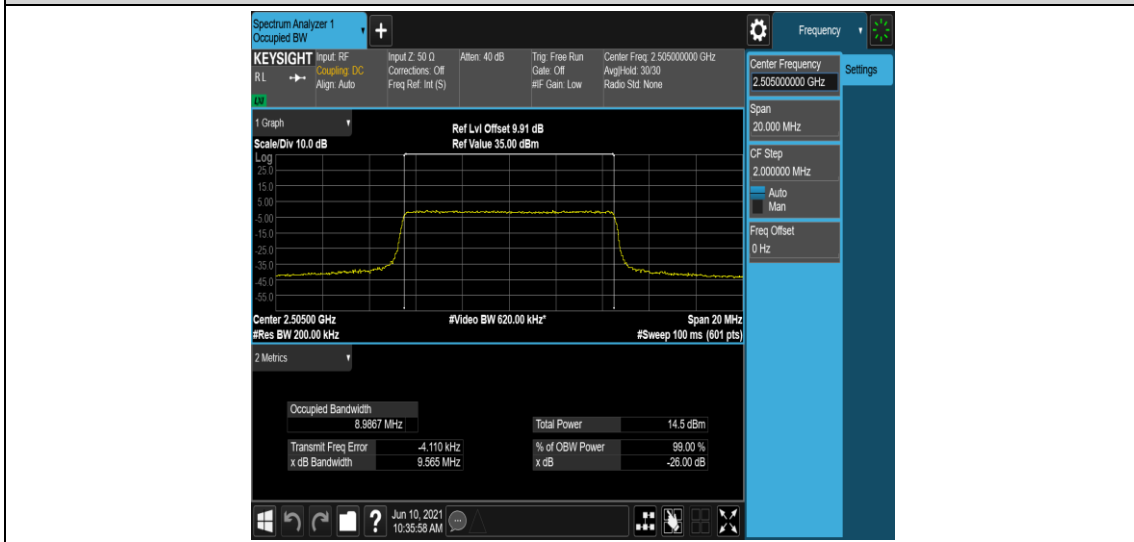 Spectrum Analyzer 1
Occupied BW
+
Frequency
KEYSIGHT
RL
LXI
Input: RF
Coupling: DC
Align: Auto
Input Z: 50 Ω
Corrections: Off
Freq Ref: Int (S)
Atten: 40 dB
Trig: Free Run
Gate: Off
#IF Gain: Low
Center Freq: 2.505000000 GHz
Avg|Hold: 30/30
Radio Std: None
Center Frequency
2.505000000 GHz
Settings
Span
20.000 MHz
CF Step
2.000000 MHz
Auto
Man
Freq Offset
0 Hz
1 Graph
Scale/Div 10.0 dB
Ref Lvl Offset 9.91 dB
Ref Value 35.00 dBm
Log
25.0
15.0
5.00
-5.00
-15.0
-25.0
-35.0
-45.0
-55.0
Center 2.50500 GHz
#Res BW 200.00 kHz
#Video BW 620.00 kHz*
Span 20 MHz
#Sweep 100 ms (601 pts)
2 Metrics
Occupied Bandwidth
8.9867 MHz
Total Power 14.5 dBm
Transmit Freq Error -4.110 kHz
% of OBW Power 99.00 %
x dB Bandwidth 9.565 MHz
x dB -26.00 dB
?
Jun 10, 2021
10:35:58 AM